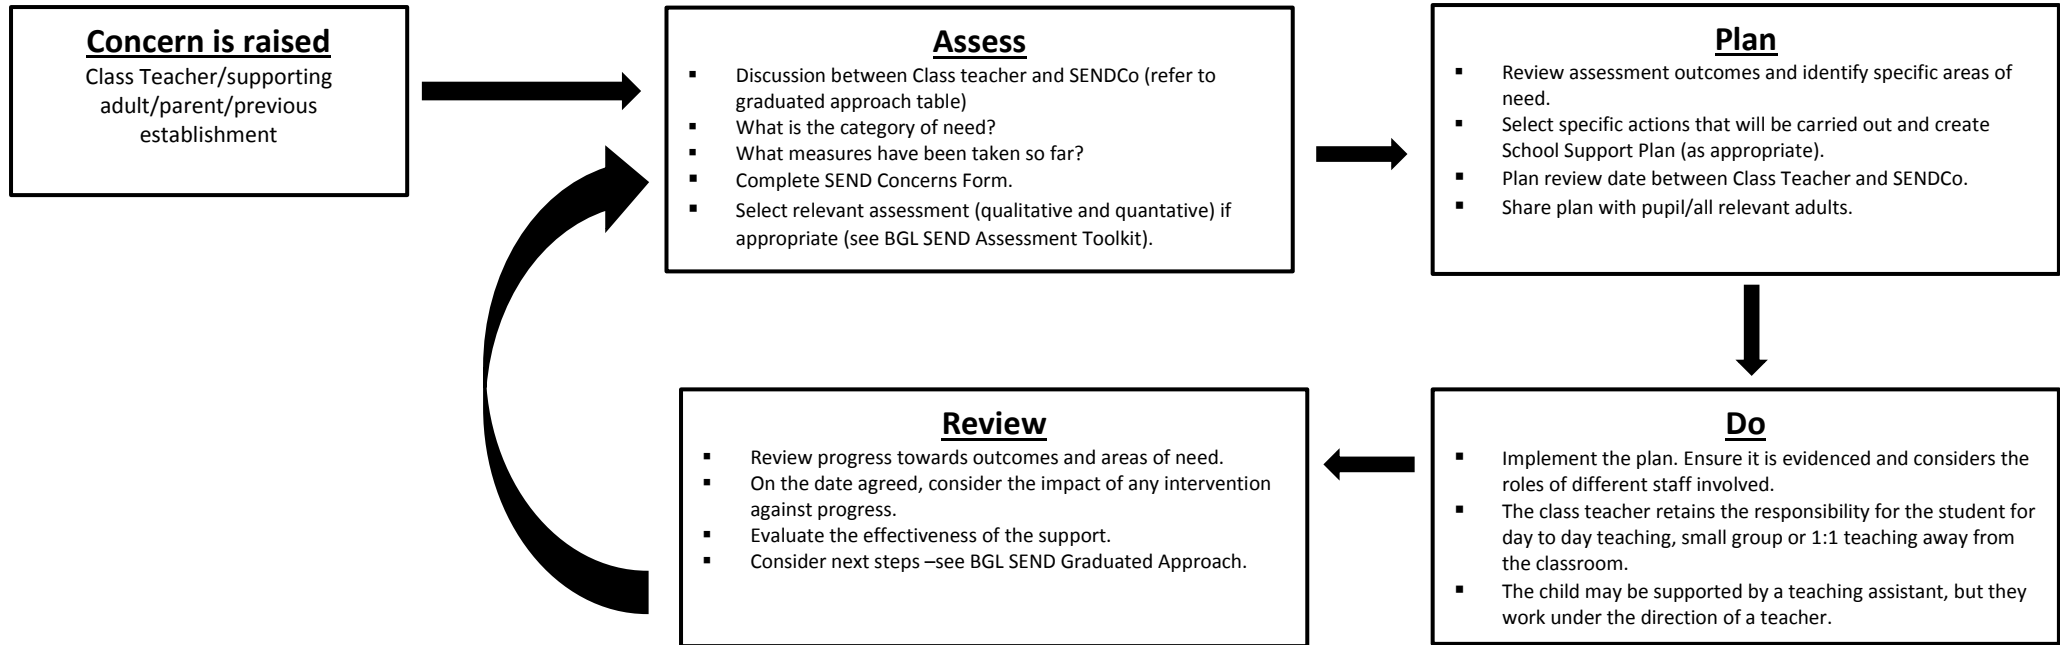 Concern is raised
Class Teacher/supporting
adult/parent/previous
establishment
Assess
▪ Discussion between Class teacher and SENDCo (refer to
graduated approach table)
▪ What is the category of need?
▪ What measures have been taken so far?
▪ Complete SEND Concerns Form.
▪ Select relevant assessment (qualitative and quantative) if
appropriate (see BGL SEND Assessment Toolkit).
Plan
▪ Review assessment outcomes and identify specific areas of
need.
▪ Select specific actions that will be carried out and create
School Support Plan (as appropriate).
▪ Plan review date between Class Teacher and SENDCo.
▪ Share plan with pupil/all relevant adults.
Do
▪ Implement the plan. Ensure it is evidenced and considers the
roles of different staff involved.
▪ The class teacher retains the responsibility for the student for
day to day teaching, small group or 1:1 teaching away from
the classroom.
▪ The child may be supported by a teaching assistant, but they
work under the direction of a teacher.
Review
▪ Review progress towards outcomes and areas of need.
▪ On the date agreed, consider the impact of any intervention
against progress.
▪ Evaluate the effectiveness of the support.
▪ Consider next steps –see BGL SEND Graduated Approach.